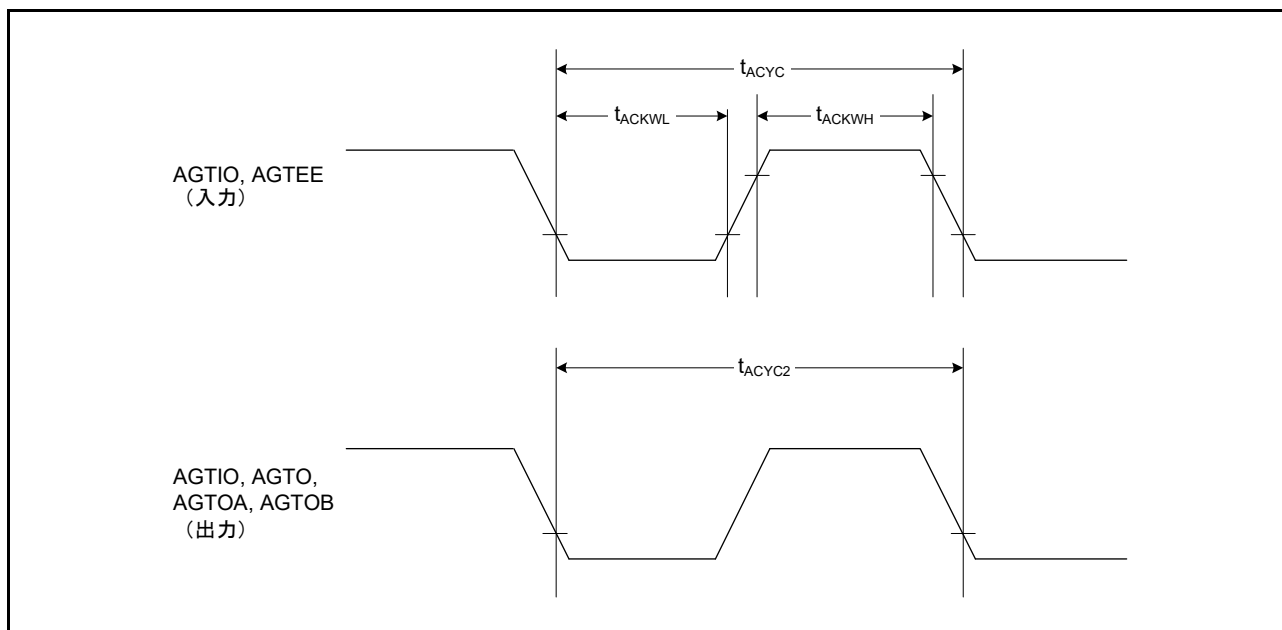 tACYC
tACKWL
tACKWH
AGTIO, AGTEE
（入力）
tACYC2
AGTIO, AGTO,
AGTOA, AGTOB
（出力）